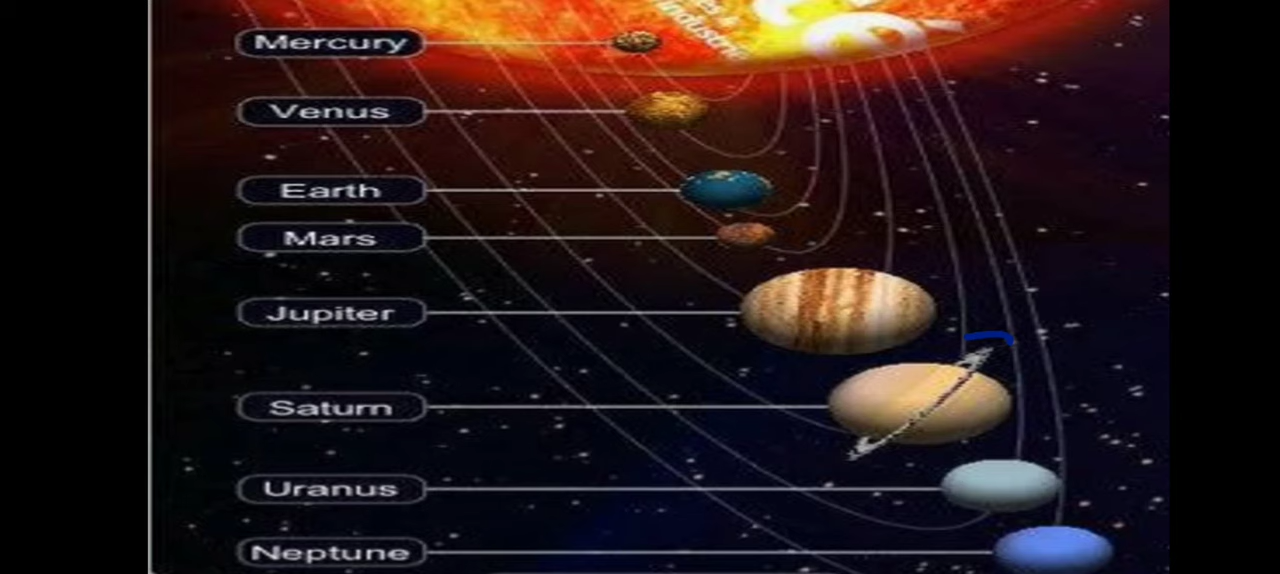 Mercury
Venus
Earth
Mars
Jupiter
Saturn
Uranus
Neptune